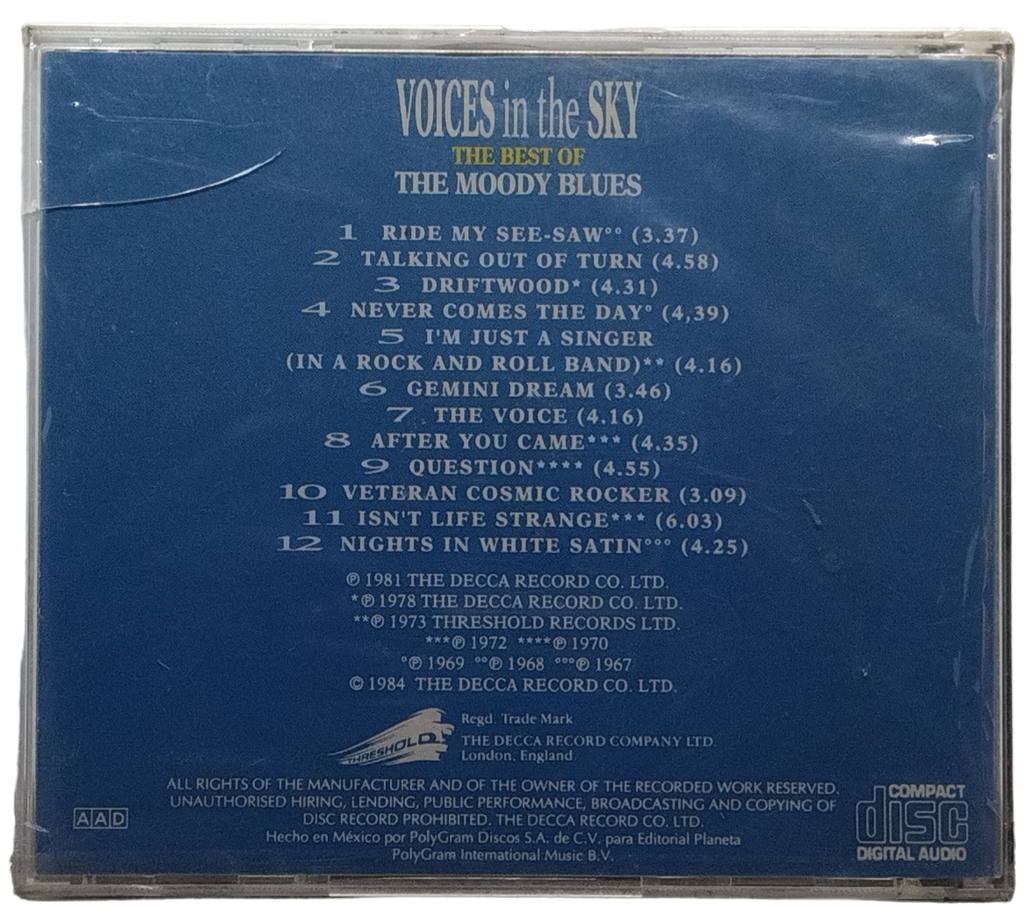 VOICES in the SKY
THE BEST OF
THE MOODY BLUES
1 RIDE MY SEE-SAW°° (3.37)
2 TALKING OUT OF TURN (4.58)
3 DRIFTWOOD* (4.31)
4 NEVER COMES THE DAY° (4,39)
5 I'M JUST A SINGER
(IN A ROCK AND ROLL BAND)** (4.16)
6 GEMINI DREAM (3.46)
7 THE VOICE (4.16)
8 AFTER YOU CAME*** (4.35)
9 QUESTION**** (4.55)
10 VETERAN COSMIC ROCKER (3.09)
11 ISN'T LIFE STRANGE*** (6.03)
12 NIGHTS IN WHITE SATIN°°° (4.25)
℗ 1981 THE DECCA RECORD CO. LTD.
*℗ 1978 THE DECCA RECORD CO. LTD.
**℗ 1973 THRESHOLD RECORDS LTD.
***℗ 1972 ****℗ 1970
°℗ 1969 °°℗ 1968 °°°℗ 1967
© 1984 THE DECCA RECORD CO. LTD.
THRESHOLD
Regd. Trade Mark
THE DECCA RECORD COMPANY LTD
London, England
ALL RIGHTS OF THE MANUFACTURER AND OF THE OWNER OF THE RECORDED WORK RESERVED.
UNAUTHORISED HIRING, LENDING, PUBLIC PERFORMANCE, BROADCASTING AND COPYING OF
DISC RECORD PROHIBITED. THE DECCA RECORD CO. LTD.
Hecho en México por PolyGram Discos S.A. de C.V. para Editorial Planeta
PolyGram International Music B.V.
AAD
COMPACT
disc
DIGITAL AUDIO